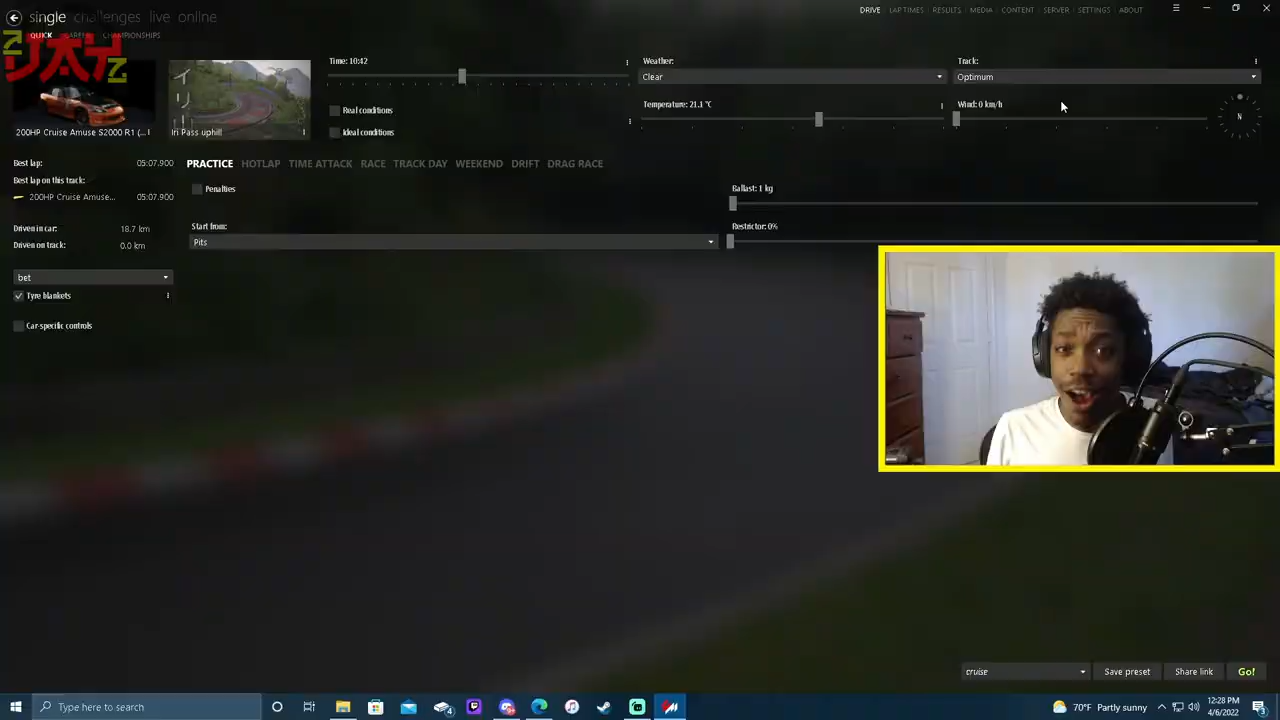 single challenges live online
DRIVE LAP TIMES RESULTS MEDIA CONTENT SERVER SETTINGS ABOUT
QUICK CAREER CHAMPIONSHIPS
JAY
200HP Cruise Amuse S2000 R1 (...
Iri Pass uphill
Time: 10:42
Real conditions
Ideal conditions
Weather:
Clear
Temperature: 21.1 °C
Track:
Optimum
Wind: 0 km/h
N
Best lap: 05:07.900
Best lap on this track:
200HP Cruise Amuse... 05:07.900
Driven in car: 18.7 km
Driven on track: 0.0 km
bet
Tyre blankets
Car-specific controls
PRACTICE HOTLAP TIME ATTACK RACE TRACK DAY WEEKEND DRIFT DRAG RACE
Penalties
Start from:
Pits
Ballast: 1 kg
Restrictor: 0%
cruise
Save preset
Share link
Go!
Type here to search
70°F Partly sunny
12:28 PM
4/6/2022